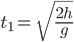 t₁ = √(2h/g)